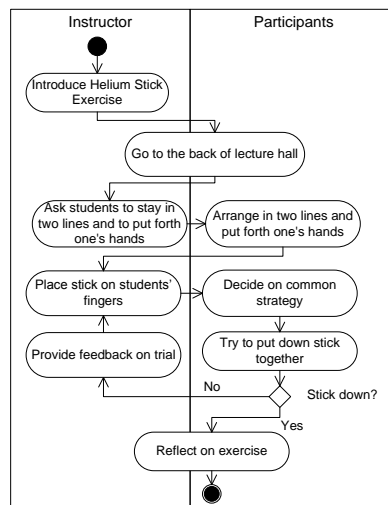 Instructor
Participants
Introduce Helium Stick
Exercise
Go to the back of lecture hall
Ask students to stay in
two lines and to put forth
one's hands
Arrange in two lines and
put forth one's hands
Place stick on students'
fingers
Decide on common
strategy
Provide feedback on trial
Try to put down stick
together
No
Stick down?
Yes
Reflect on exercise